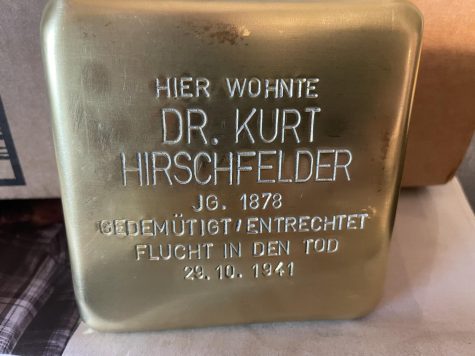 HIER WOHNTE
DR. KURT
HIRSCHFELDER
JG. 1878
GEDEMÜTIGT/ENTRECHTET
FLUCHT IN DEN TOD
29.10.1941